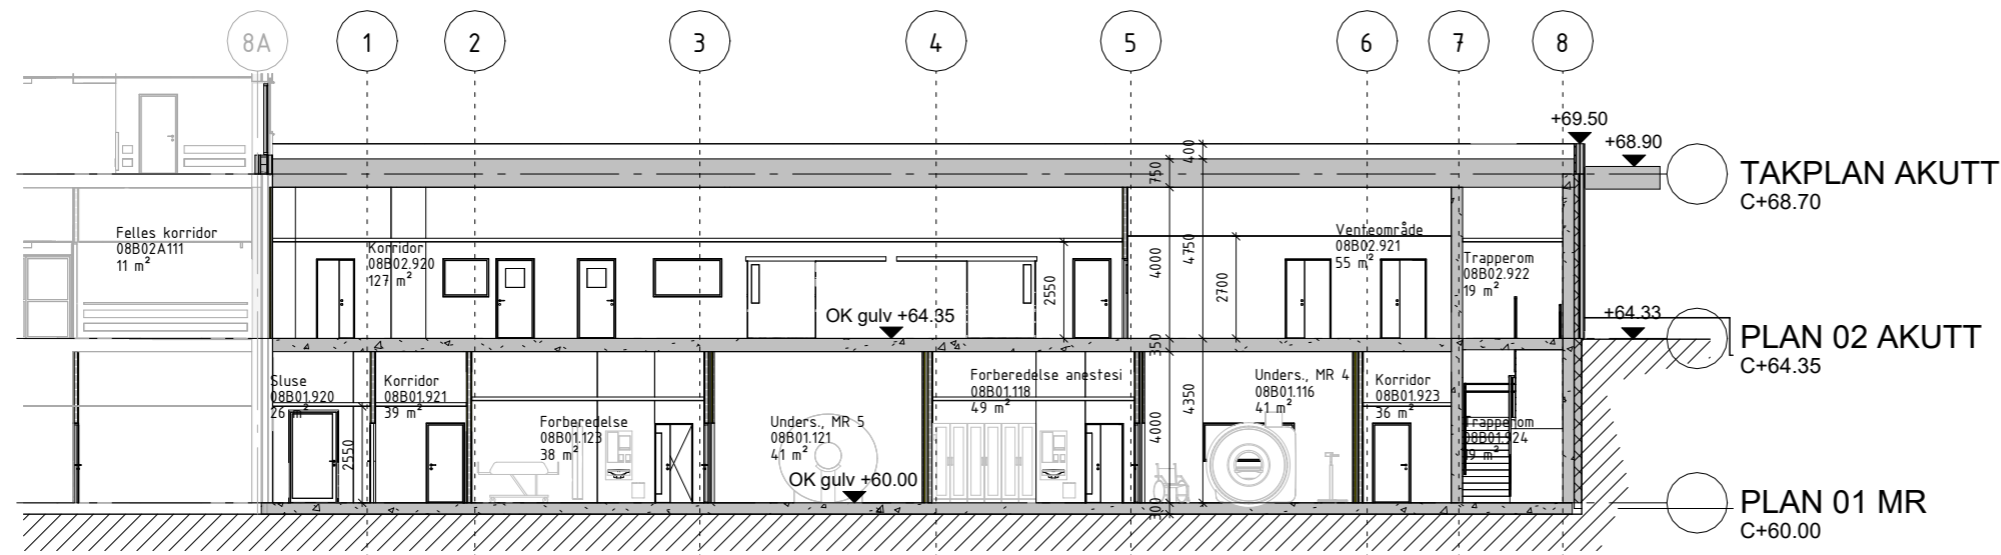 8A 1 2 3 4 5 6 7 8
+69.50
+68.90
TAKPLAN AKUTT
C+68.70
400
750
Felles korridor
08B02A111
11 m²
Korridor
08B02.920
127 m²
Venteområde
08B02.921
55 m²
Trapperom
08B02.922
19 m²
2550
4000
4750
2700
OK gulv +64.35
+64.33
PLAN 02 AKUTT
C+64.35
350
Sluse
08B01.920
26 m²
Korridor
08B01.921
39 m²
Forberedelse
08B01.123
38 m²
Unders., MR 5
08B01.121
41 m²
Forberedelse anestesi
08B01.118
49 m²
Unders., MR 4
08B01.116
41 m²
Korridor
08B01.923
36 m²
Trapperom
08B01.924
2550
4000
4350
OK gulv +60.00
300
PLAN 01 MR
C+60.00